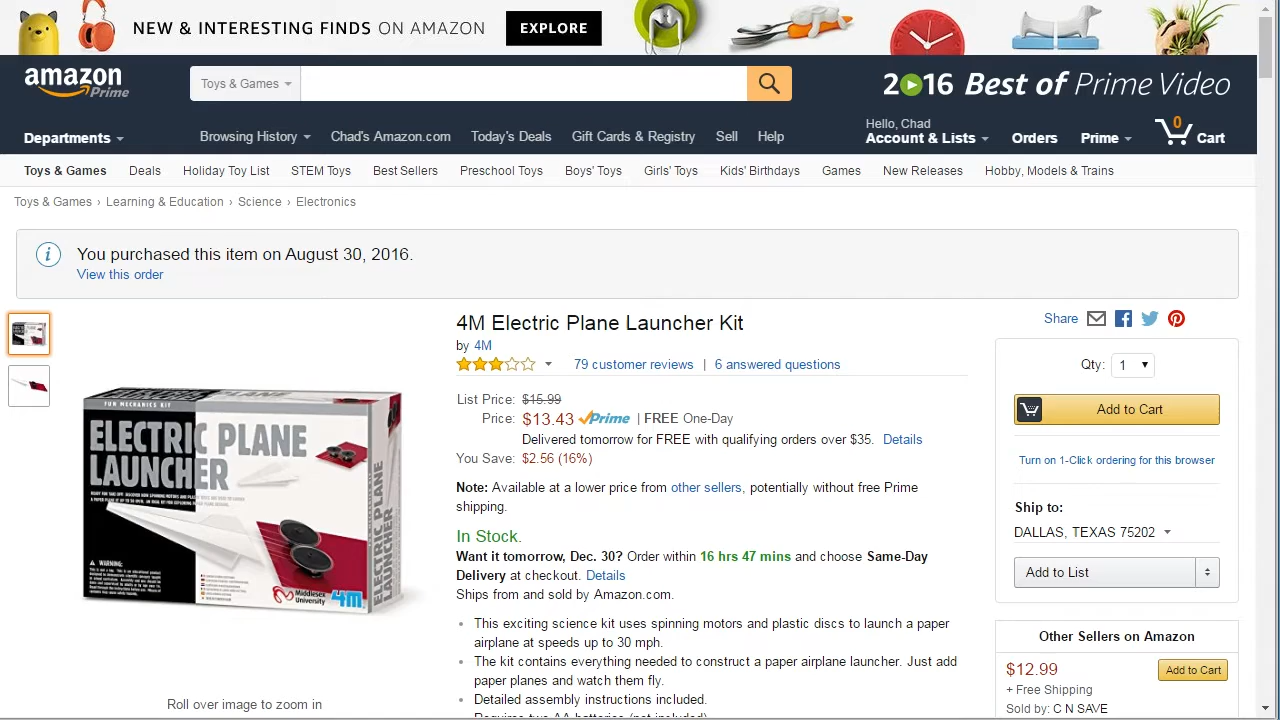 NEW & INTERESTING FINDS ON AMAZON EXPLORE
amazon Prime
Toys & Games
2016 Best of Prime Video
Departments
Browsing History Chad's Amazon.com Today's Deals Gift Cards & Registry Sell Help
Hello, Chad
Account & Lists Orders Prime 0 Cart
Toys & Games Deals Holiday Toy List STEM Toys Best Sellers Preschool Toys Boys' Toys Girls' Toys Kids' Birthdays Games New Releases Hobby, Models & Trains
Toys & Games › Learning & Education › Science › Electronics
i You purchased this item on August 30, 2016.
View this order
FUN MECHANICS KIT
ELECTRIC PLANE
LAUNCHER
ELECTRIC PLANE
LAUNCHER
WARNING:
Middlesex
University
4M
Roll over image to zoom in
4M Electric Plane Launcher Kit
by 4M
79 customer reviews | 6 answered questions
List Price: $15.99
Price: $13.43 Prime | FREE One-Day
Delivered tomorrow for FREE with qualifying orders over $35. Details
You Save: $2.56 (16%)
Note: Available at a lower price from other sellers, potentially without free Prime
shipping.
In Stock.
Want it tomorrow, Dec. 30? Order within 16 hrs 47 mins and choose Same-Day
Delivery at checkout. Details
Ships from and sold by Amazon.com.
• This exciting science kit uses spinning motors and plastic discs to launch a paper
airplane at speeds up to 30 mph.
• The kit contains everything needed to construct a paper airplane launcher. Just add
paper planes and watch them fly.
• Detailed assembly instructions included.
• Requires two AA batteries (not included)
Share
Qty: 1
Add to Cart
Turn on 1-Click ordering for this browser
Ship to:
DALLAS, TEXAS 75202
Add to List
Other Sellers on Amazon
$12.99 Add to Cart
+ Free Shipping
Sold by: C N SAVE